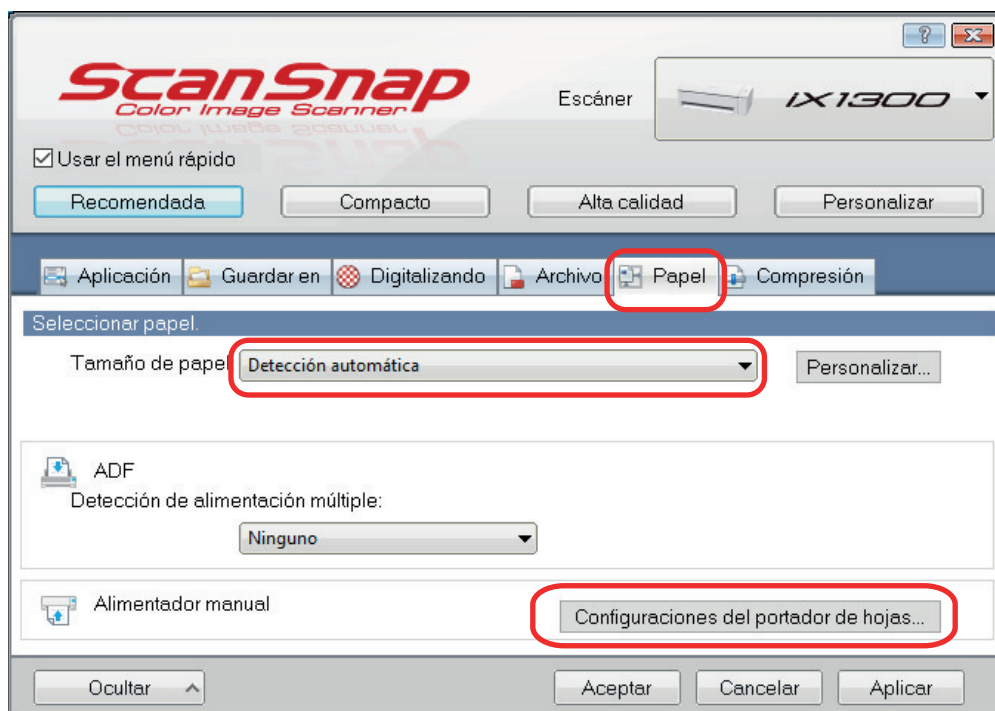 ScanSnap
Color Image Scanner
Escáner
iX1300
Usar el menú rápido
Recomendada Compacto Alta calidad Personalizar
Aplicación Guardar en Digitalizando Archivo Papel Compresión
Seleccionar papel.
Tamaño de papel Detección automática Personalizar...
ADF
Detección de alimentación múltiple:
Ninguno
Alimentador manual Configuraciones del portador de hojas...
Ocultar Aceptar Cancelar Aplicar